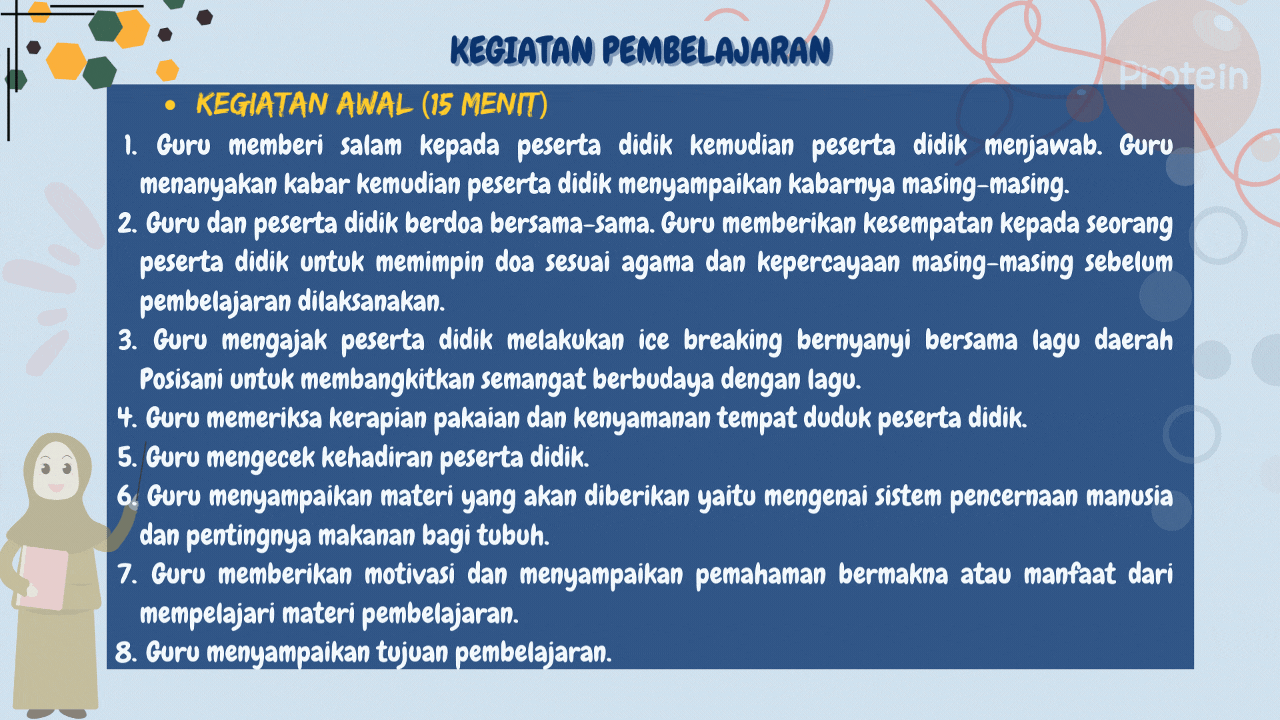 KEGIATAN PEMBELAJARAN
Protein
• KEGIATAN AWAL (15 MENIT)
1. Guru memberi salam kepada peserta didik kemudian peserta didik menjawab. Guru
menanyakan kabar kemudian peserta didik menyampaikan kabarnya masing-masing.
2. Guru dan peserta didik berdoa bersama-sama. Guru memberikan kesempatan kepada seorang
peserta didik untuk memimpin doa sesuai agama dan kepercayaan masing-masing sebelum
pembelajaran dilaksanakan.
3. Guru mengajak peserta didik melakukan ice breaking bernyanyi bersama lagu daerah
Posisani untuk membangkitkan semangat berbudaya dengan lagu.
4. Guru memeriksa kerapian pakaian dan kenyamanan tempat duduk peserta didik.
5. Guru mengecek kehadiran peserta didik.
6. Guru menyampaikan materi yang akan diberikan yaitu mengenai sistem pencernaan manusia
dan pentingnya makanan bagi tubuh.
7. Guru memberikan motivasi dan menyampaikan pemahaman bermakna atau manfaat dari
mempelajari materi pembelajaran.
8. Guru menyampaikan tujuan pembelajaran.